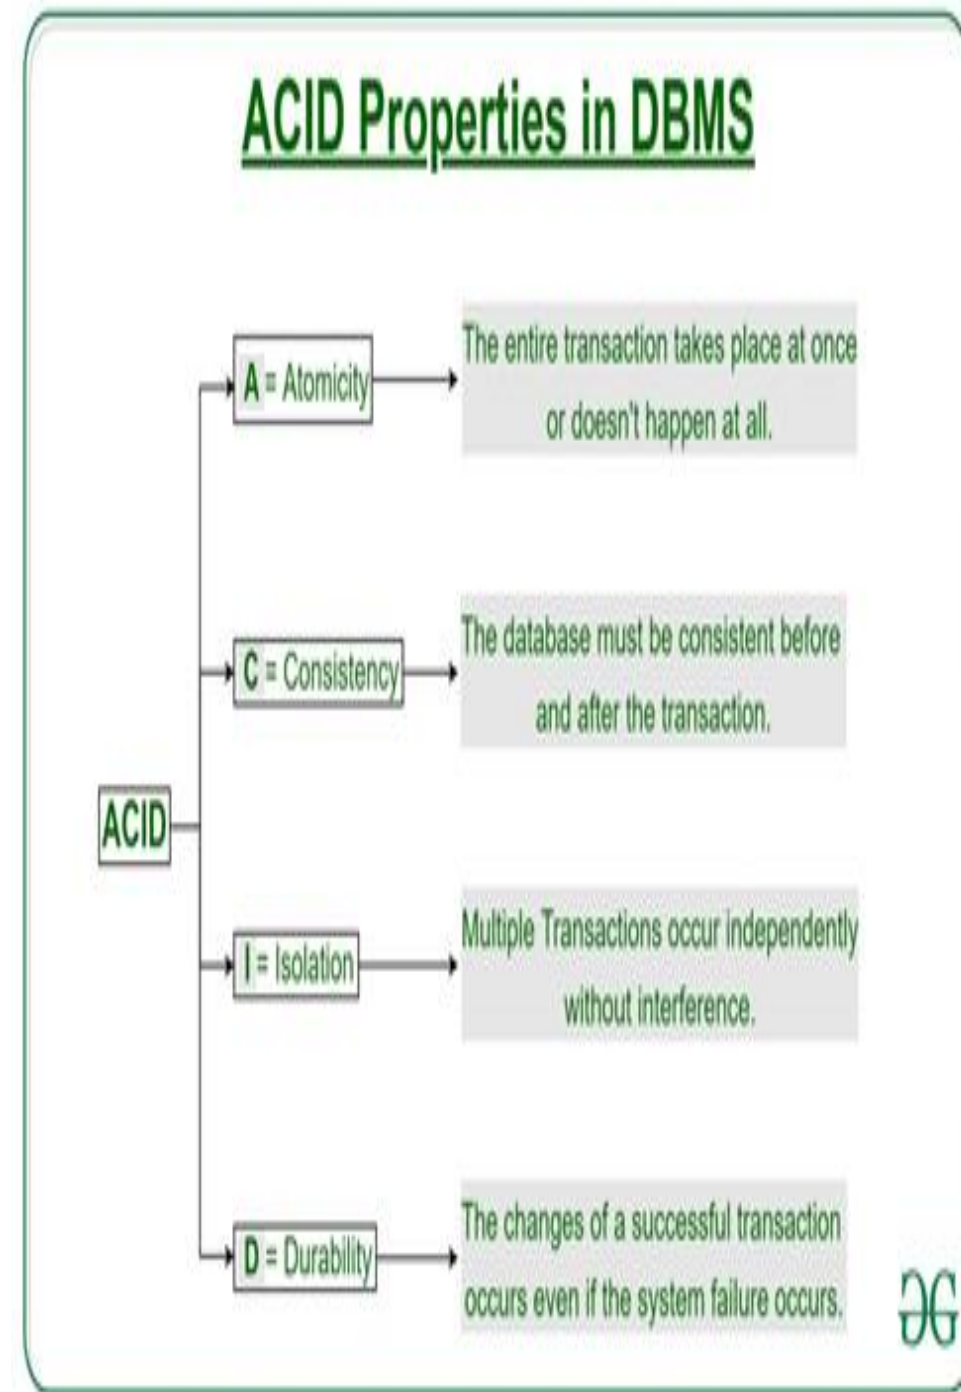 ACID Properties in DBMS
A = Atomicity
The entire transaction takes place at once
or doesn't happen at all.
C = Consistency
The database must be consistent before
and after the transaction.
ACID
I = Isolation
Multiple Transactions occur independently
without interference.
D = Durability
The changes of a successful transaction
occurs even if the system failure occurs.